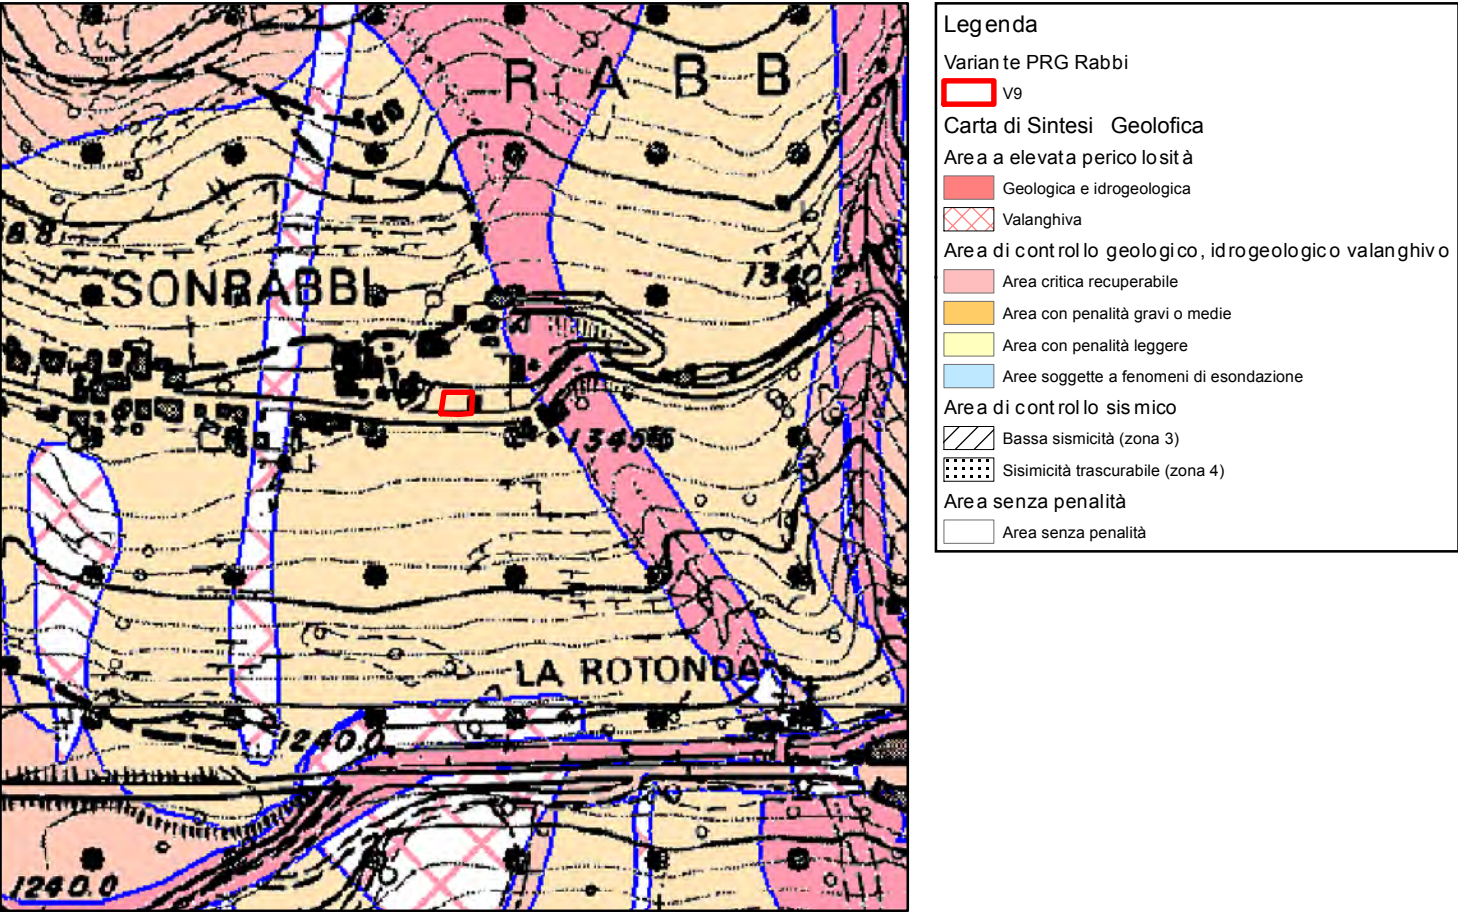 R A B B I
8.8
SONRABBI
1340.
1345.6
LA ROTONDA
1240.0
1240.0
Legenda
Variante PRG Rabbi
V9
Carta di Sintesi Geolofica
Area a elevata pericolosità
Geologica e idrogeologica
Valanghiva
Area di controllo geologico, idrogeologico valanghivo
Area critica recuperabile
Area con penalità gravi o medie
Area con penalità leggere
Aree soggette a fenomeni di esondazione
Area di controllo sismico
Bassa sismicità (zona 3)
Sisimicità trascurabile (zona 4)
Area senza penalità
Area senza penalità